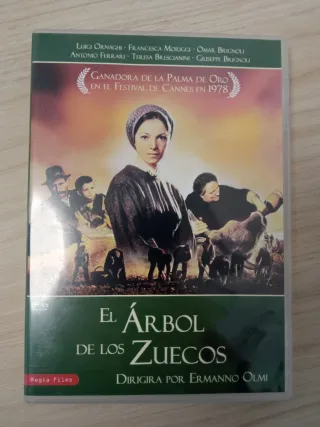 Luigi Ornaghi · Francesca Moriggi · Omar Brignoli
Antonio Ferrari · Teresa Brescianini · Giuseppe Brignoli
Ganadora de la Palma de Oro
en el Festival de Cannes en 1978
El Árbol
de los Zuecos
Dirigira por Ermanno Olmi
Regia Films